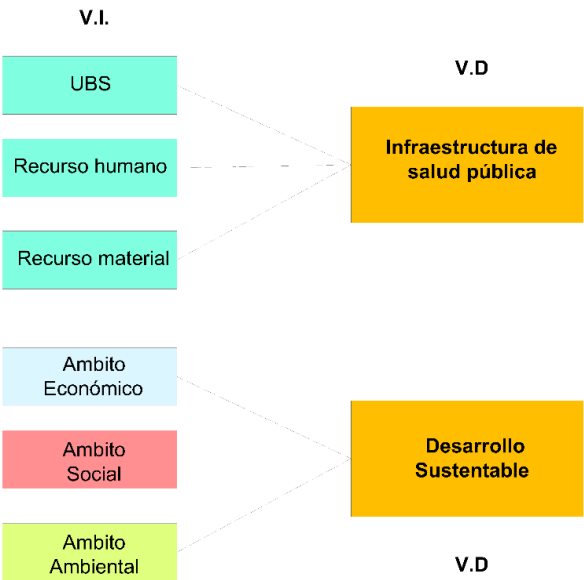 V.I.
V.D
UBS
Recurso humano
Recurso material
Infraestructura de
salud pública
Ambito
Económico
Ambito
Social
Ambito
Ambiental
Desarrollo
Sustentable
V.D